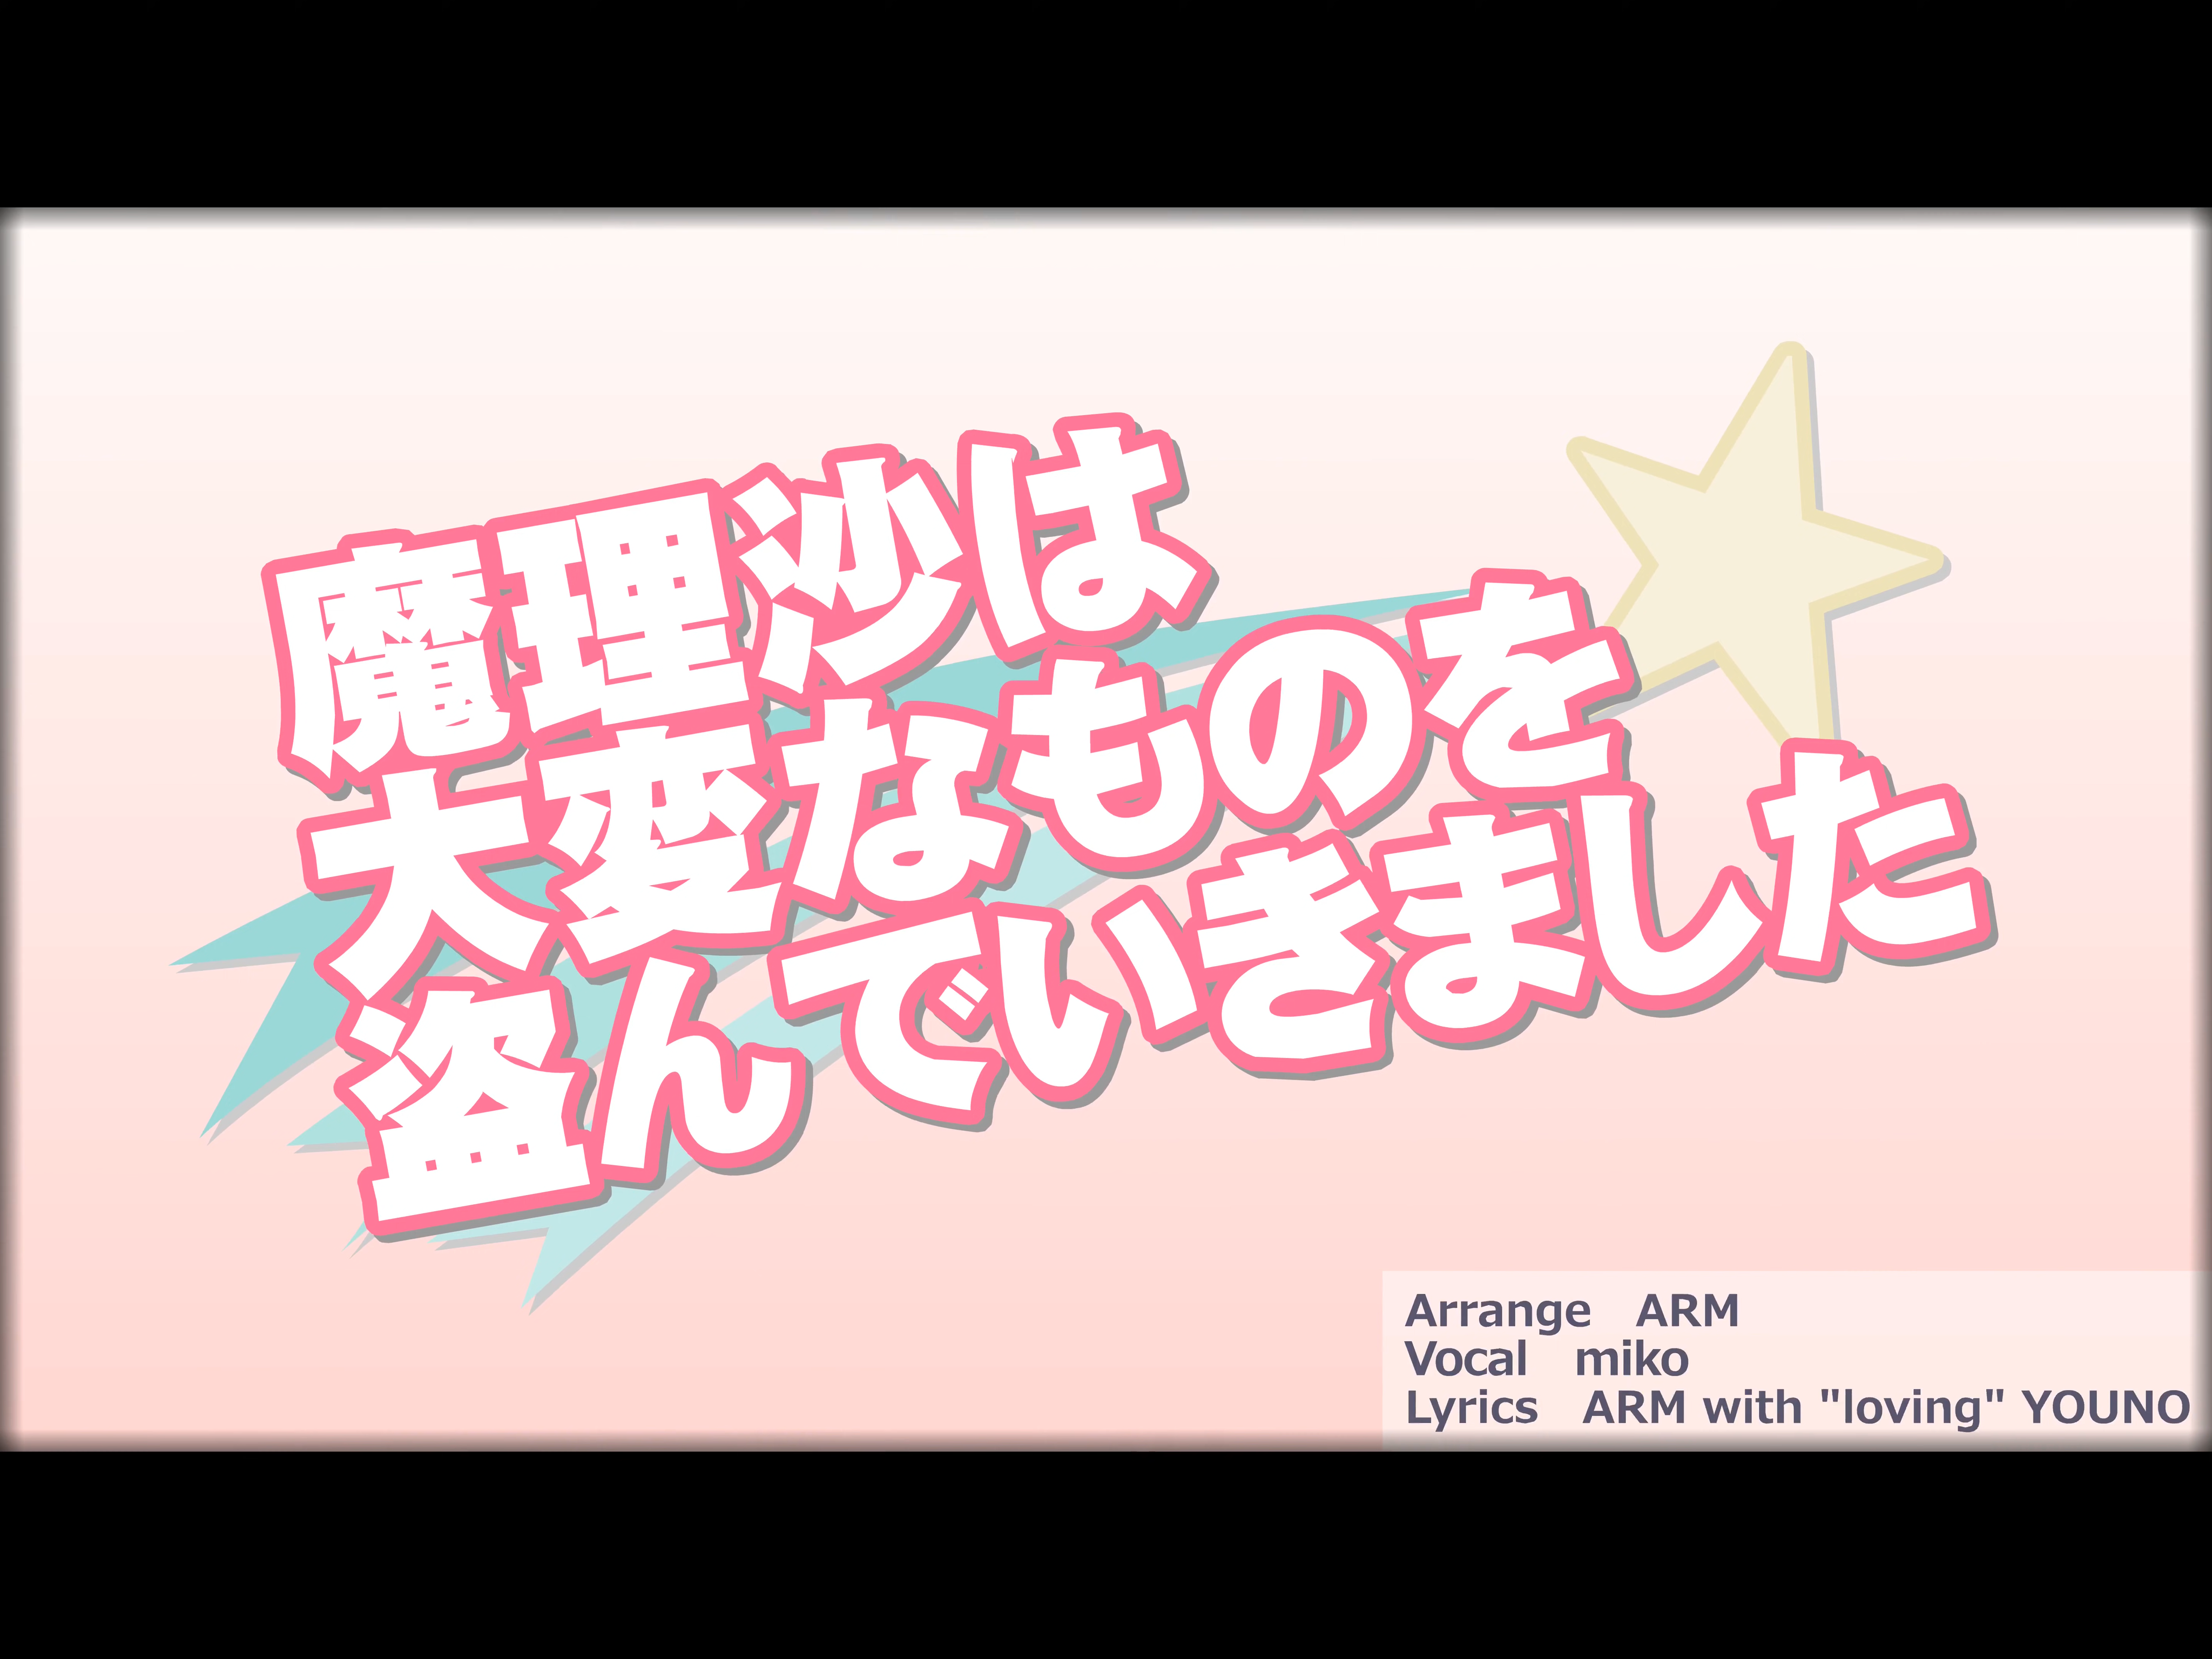 魔理沙は
大変なものを
盗んでいきました
Arrange ARM
Vocal miko
Lyrics ARM with "loving" YOUNO